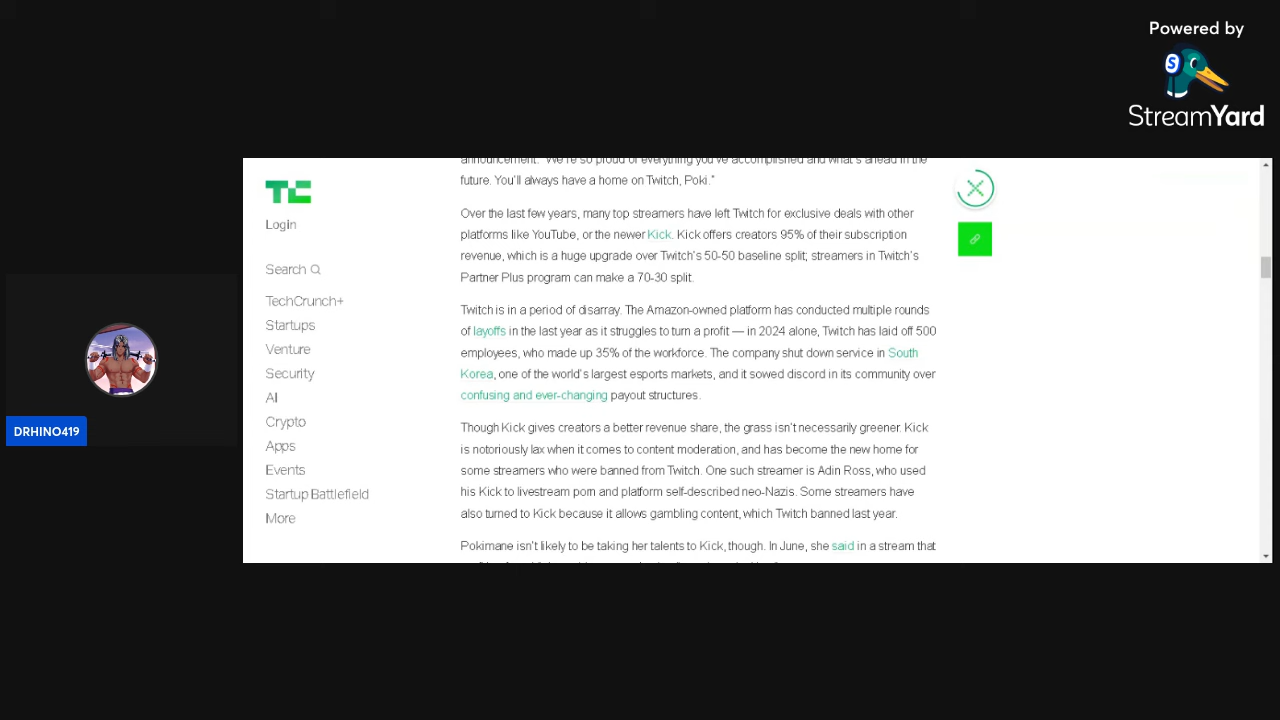 Powered by
StreamYard
DRHINO419
TC
Login
Search
TechCrunch+
Startups
Venture
Security
AI
Crypto
Apps
Events
Startup Battlefield
More
announcement. "We're so proud of everything you've accomplished and what's ahead in the
future. You'll always have a home on Twitch, Poki."
Over the last few years, many top streamers have left Twitch for exclusive deals with other
platforms like YouTube, or the newer Kick. Kick offers creators 95% of their subscription
revenue, which is a huge upgrade over Twitch's 50-50 baseline split; streamers in Twitch's
Partner Plus program can make a 70-30 split.
Twitch is in a period of disarray. The Amazon-owned platform has conducted multiple rounds
of layoffs in the last year as it struggles to turn a profit — in 2024 alone, Twitch has laid off 500
employees, who made up 35% of the workforce. The company shut down service in South
Korea, one of the world's largest esports markets, and it sowed discord in its community over
confusing and ever-changing payout structures.
Though Kick gives creators a better revenue share, the grass isn't necessarily greener. Kick
is notoriously lax when it comes to content moderation, and has become the new home for
some streamers who were banned from Twitch. One such streamer is Adin Ross, who used
his Kick to livestream porn and platform self-described neo-Nazis. Some streamers have
also turned to Kick because it allows gambling content, which Twitch banned last year.
Pokimane isn't likely to be taking her talents to Kick, though. In June, she said in a stream that